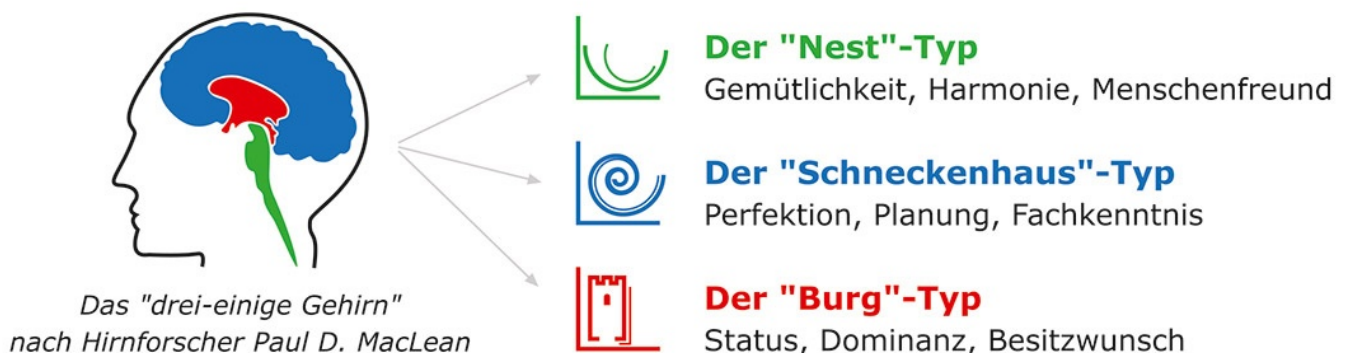 Der "Nest"-Typ
Gemütlichkeit, Harmonie, Menschenfreund
Der "Schneckenhaus"-Typ
Perfektion, Planung, Fachkenntnis
Der "Burg"-Typ
Status, Dominanz, Besitzwunsch
Das "drei-einige Gehirn"
nach Hirnforscher Paul D. MacLean